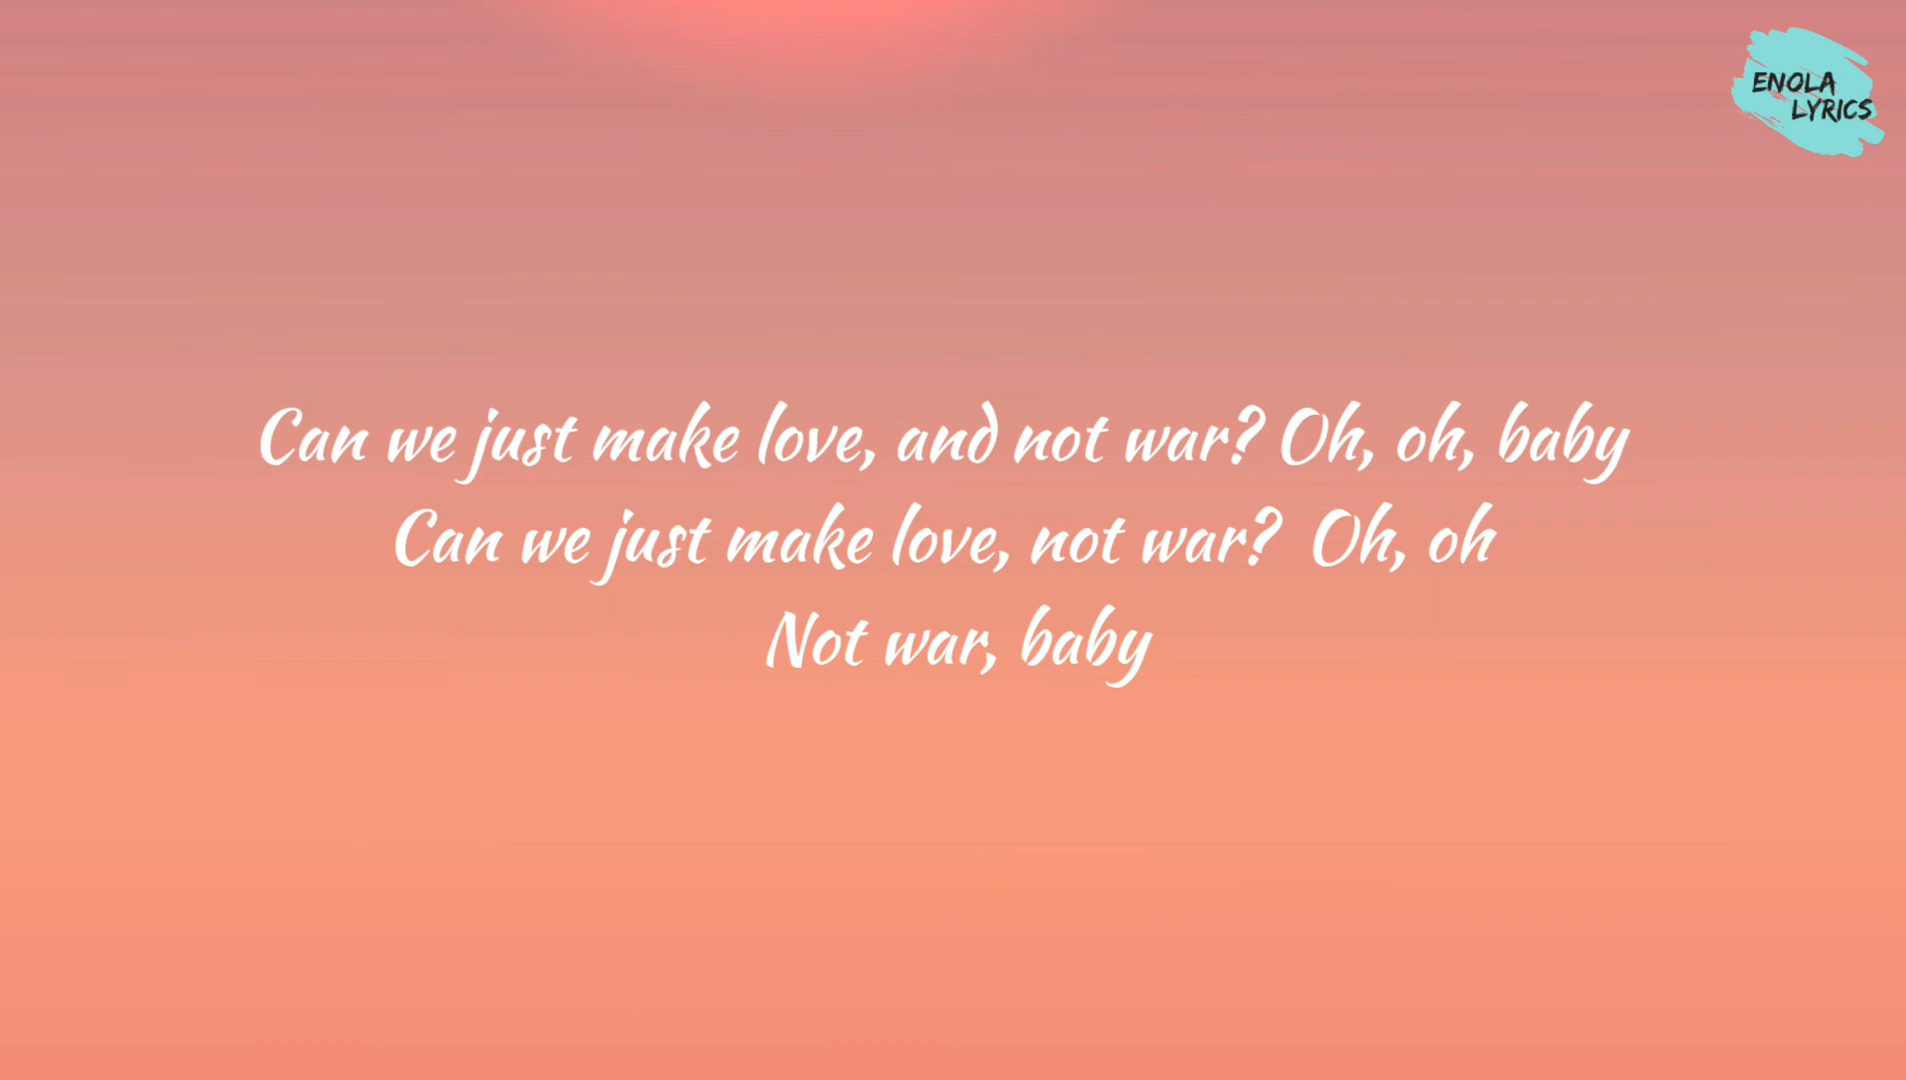 ENOLA
LYRICS
Can we just make love, and not war? Oh, oh, baby
Can we just make love, not war? Oh, oh
Not war, baby